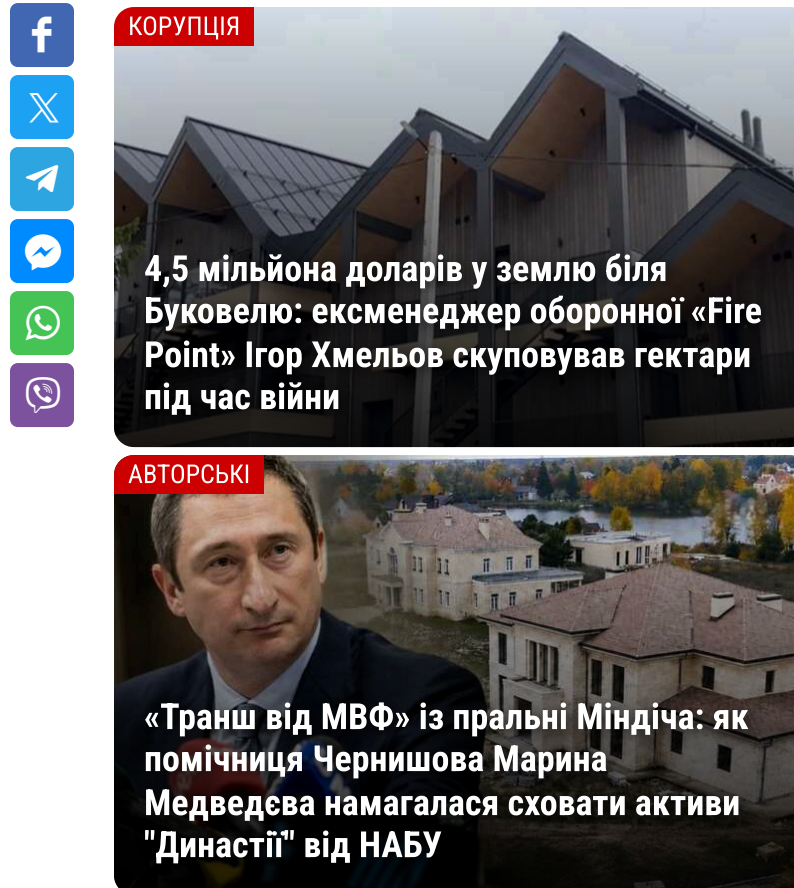 КОРУПЦІЯ
4,5 мільйона доларів у землю біля
Буковелю: ексменеджер оборонної «Fire
Point» Ігор Хмельов скуповував гектари
під час війни
АВТОРСЬКІ
«Транш від МВФ» із пральні Міндіча: як
помічниця Чернишова Марина
Медведєва намагалася сховати активи
"Династії" від НАБУ